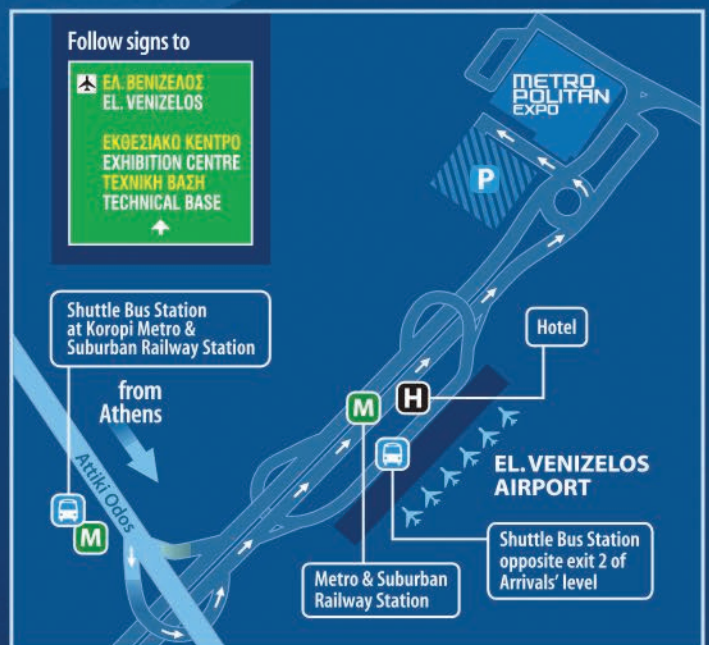 Follow signs to
ΕΛ. ΒΕΝΙΖΕΛΟΣ
EL. VENIZELOS
ΕΚΘΕΣΙΑΚΟ ΚΕΝΤΡΟ
EXHIBITION CENTRE
ΤΕΧΝΙΚΗ ΒΑΣΗ
TECHNICAL BASE
METRO
POLITAN
EXPO
P
Shuttle Bus Station
at Koropi Metro &
Suburban Railway Station
Hotel
from
Athens
M
H
Attiki Odos
M
EL. VENIZELOS
AIRPORT
Metro & Suburban
Railway Station
Shuttle Bus Station
opposite exit 2 of
Arrivals' level